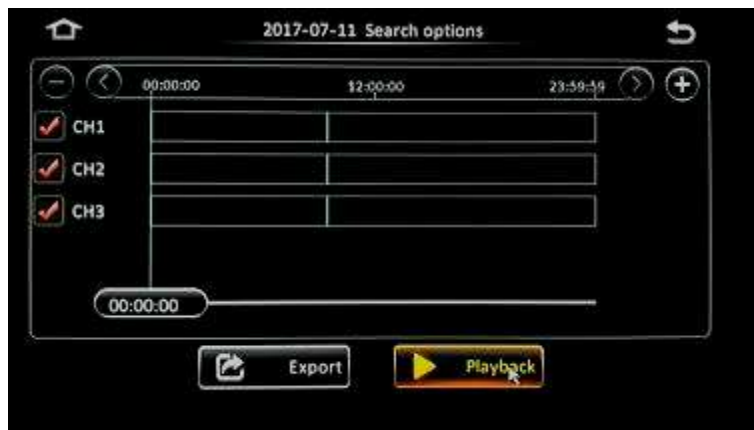 2017-07-11 Search options
00:00:00 12:00:00 23:59:59
CH1
CH2
CH3
00:00:00
Export Playback